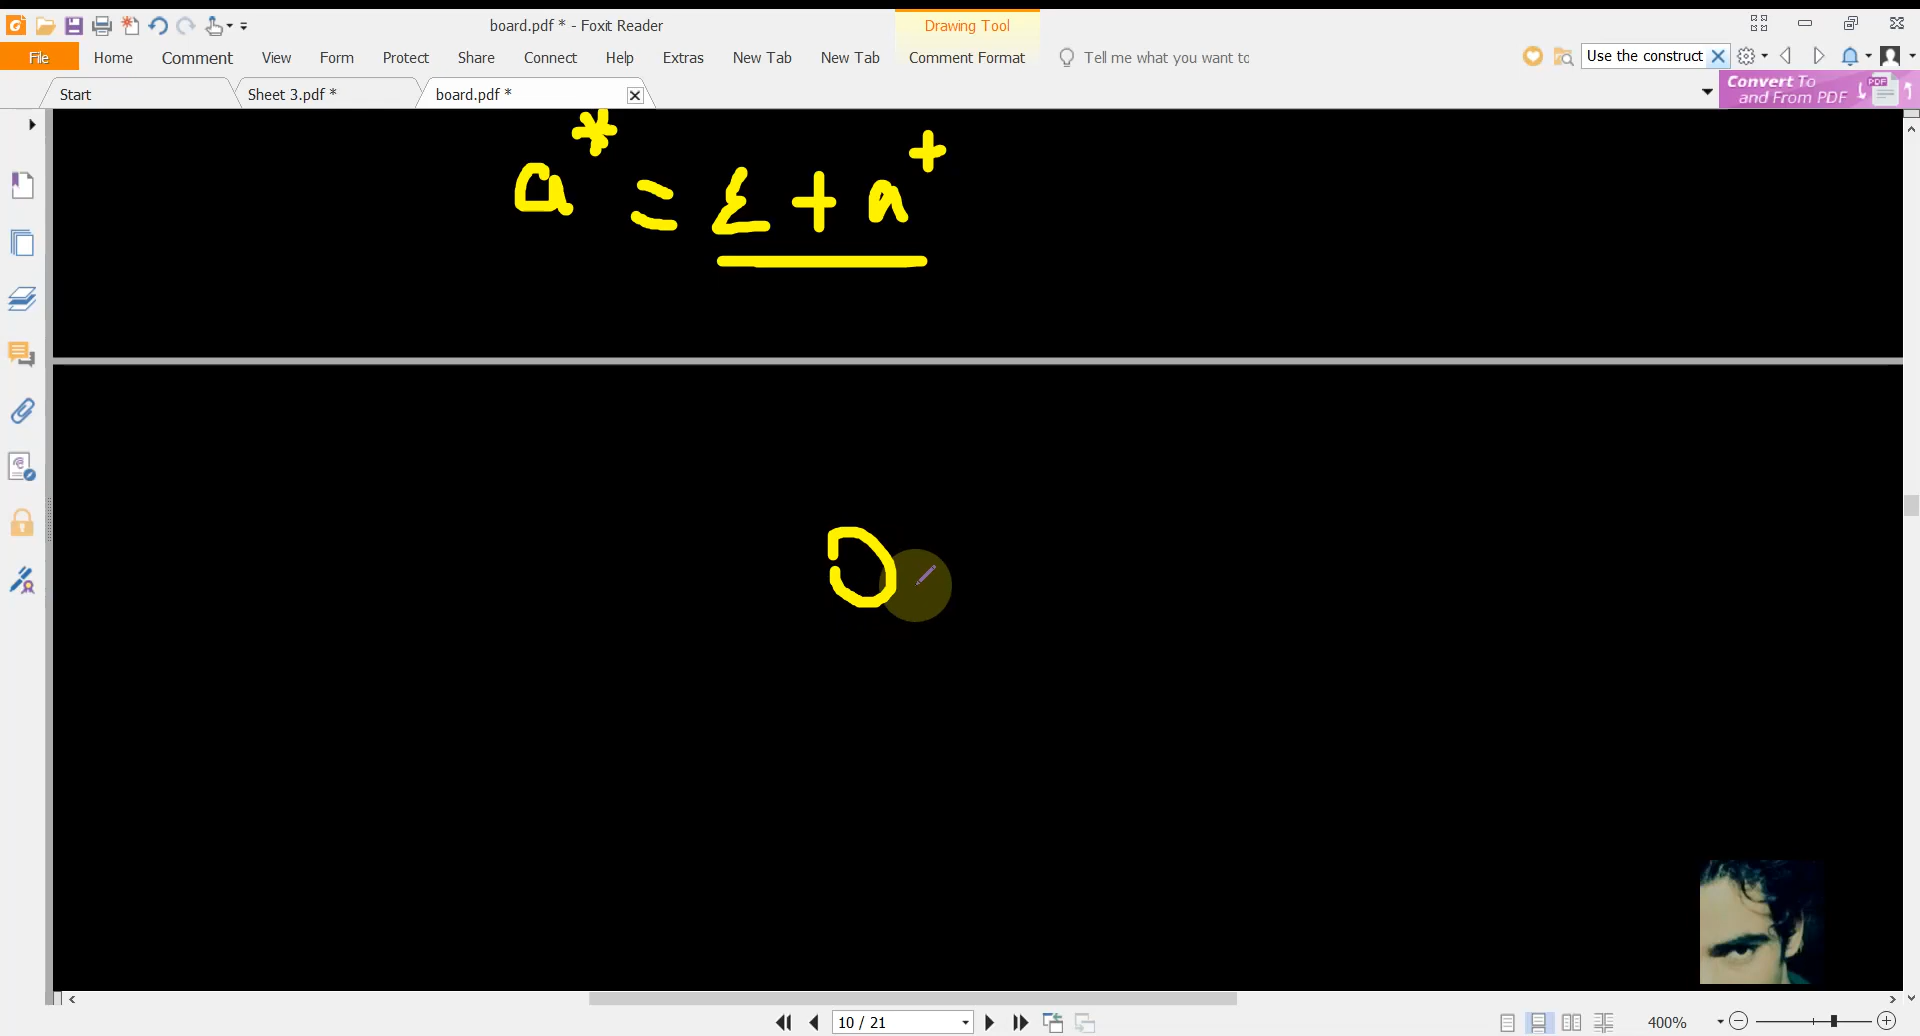 board.pdf * - Foxit Reader
Drawing Tool
File Home Comment View Form Protect Share Connect Help Extras New Tab New Tab Comment Format Tell me what you want to
Use the construct
Start Sheet 3.pdf * board.pdf *
Convert To
and From PDF
PDF
a* = Σ + a⁺
10 / 21
400%